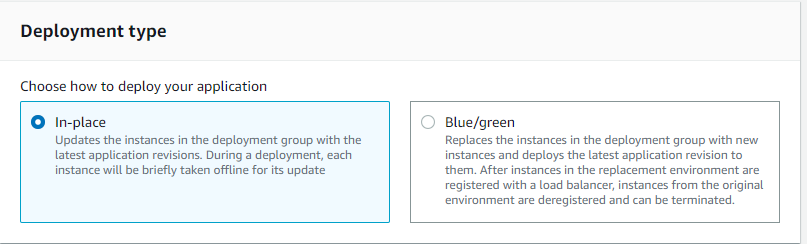 Deployment type
Choose how to deploy your application
In-place
Updates the instances in the deployment group with the
latest application revisions. During a deployment, each
instance will be briefly taken offline for its update
Blue/green
Replaces the instances in the deployment group with new
instances and deploys the latest application revision to
them. After instances in the replacement environment are
registered with a load balancer, instances from the original
environment are deregistered and can be terminated.